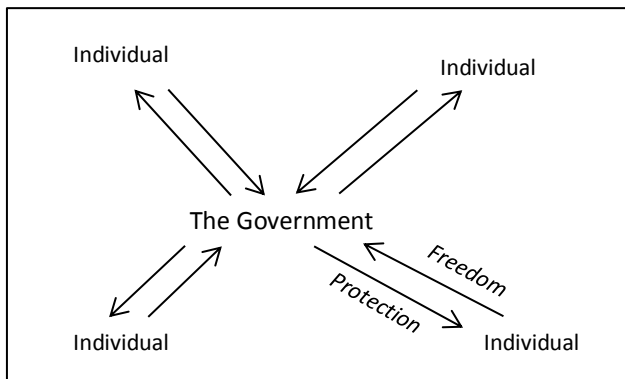 Individual
Individual
The Government
Freedom
Protection
Individual
Individual